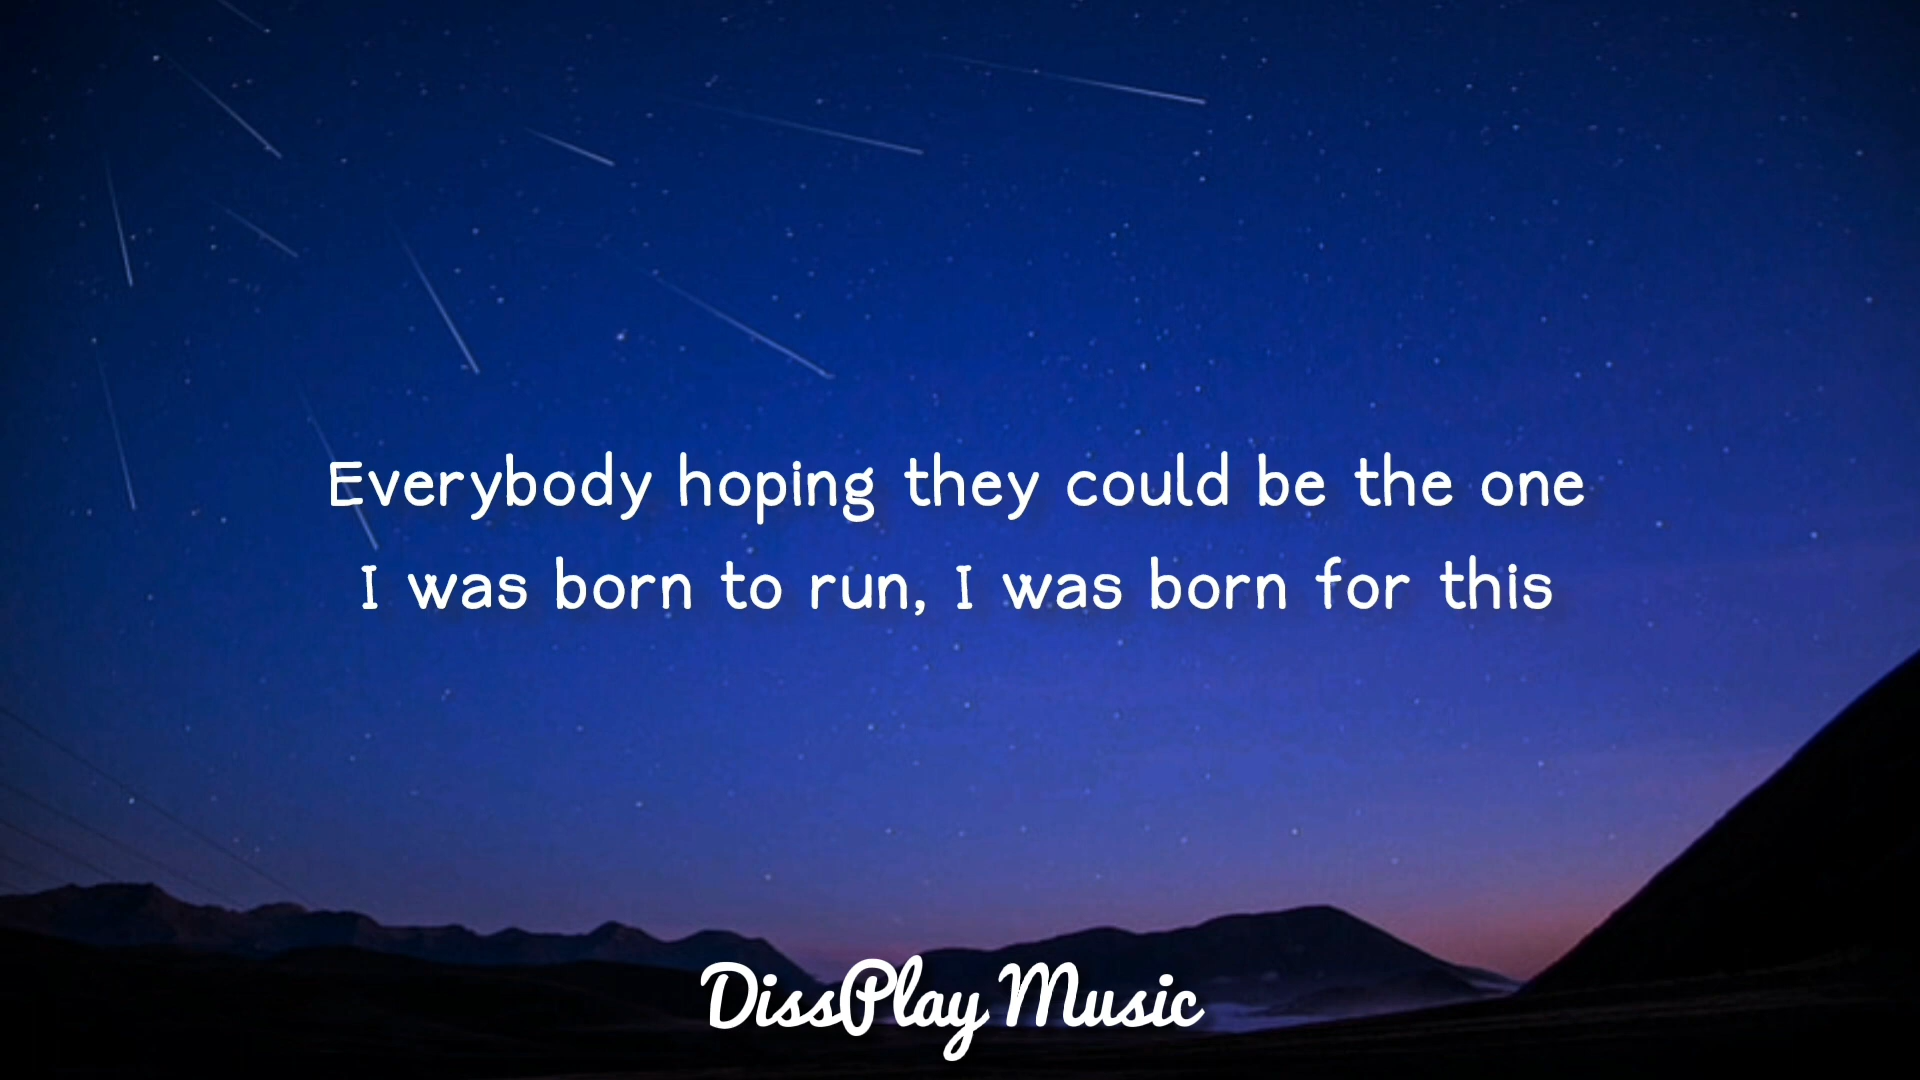 Everybody hoping they could be the one
I was born to run, I was born for this
DissPlay Music